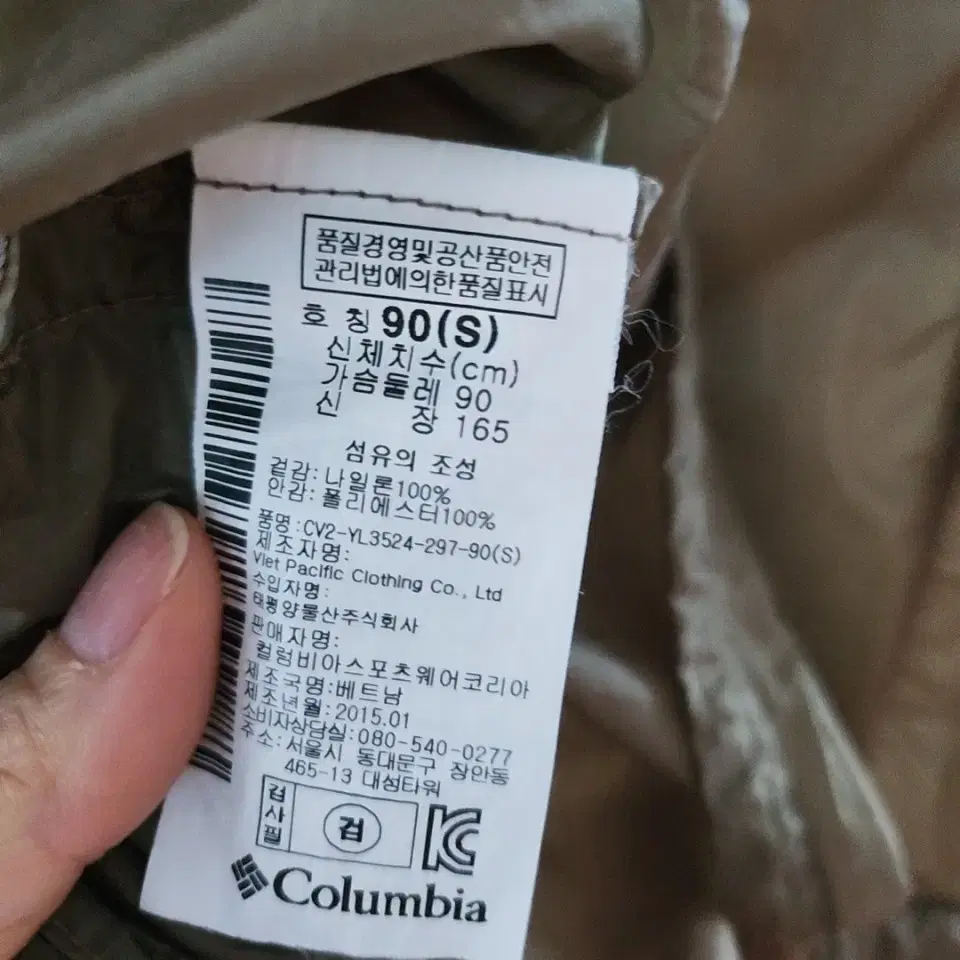 품질경영및공산품안전
관리법에의한품질표시
호 칭 90(S)
신체치수(cm)
가슴둘레 90
신 장 165
섬유의 조성
겉감: 나일론100%
안감: 폴리에스터100%
품명:CV2-YL3524-297-90(S)
제조자명:
Viet Pacific Clothing Co., Ltd
수입자명:
태평양물산주식회사
판매자명:
컬럼비아스포츠웨어코리아
제조국명:베트남
제조년월:2015.01
소비자상담실:080-540-0277
주소: 서울시 동대문구 장안동
465-13 대성타워
검사필
검
KC
Columbia